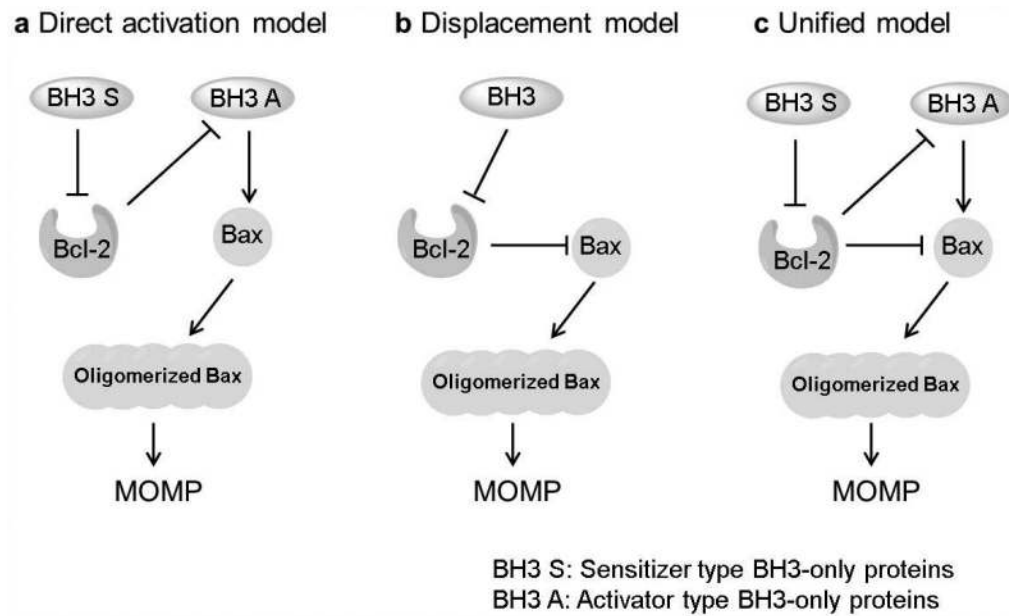 a Direct activation model
BH3 S
BH3 A
Bcl-2
Bax
Oligomerized Bax
MOMP
b Displacement model
BH3
Bcl-2
Bax
Oligomerized Bax
MOMP
c Unified model
BH3 S
BH3 A
Bcl-2
Bax
Oligomerized Bax
MOMP
BH3 S: Sensitizer type BH3-only proteins
BH3 A: Activator type BH3-only proteins